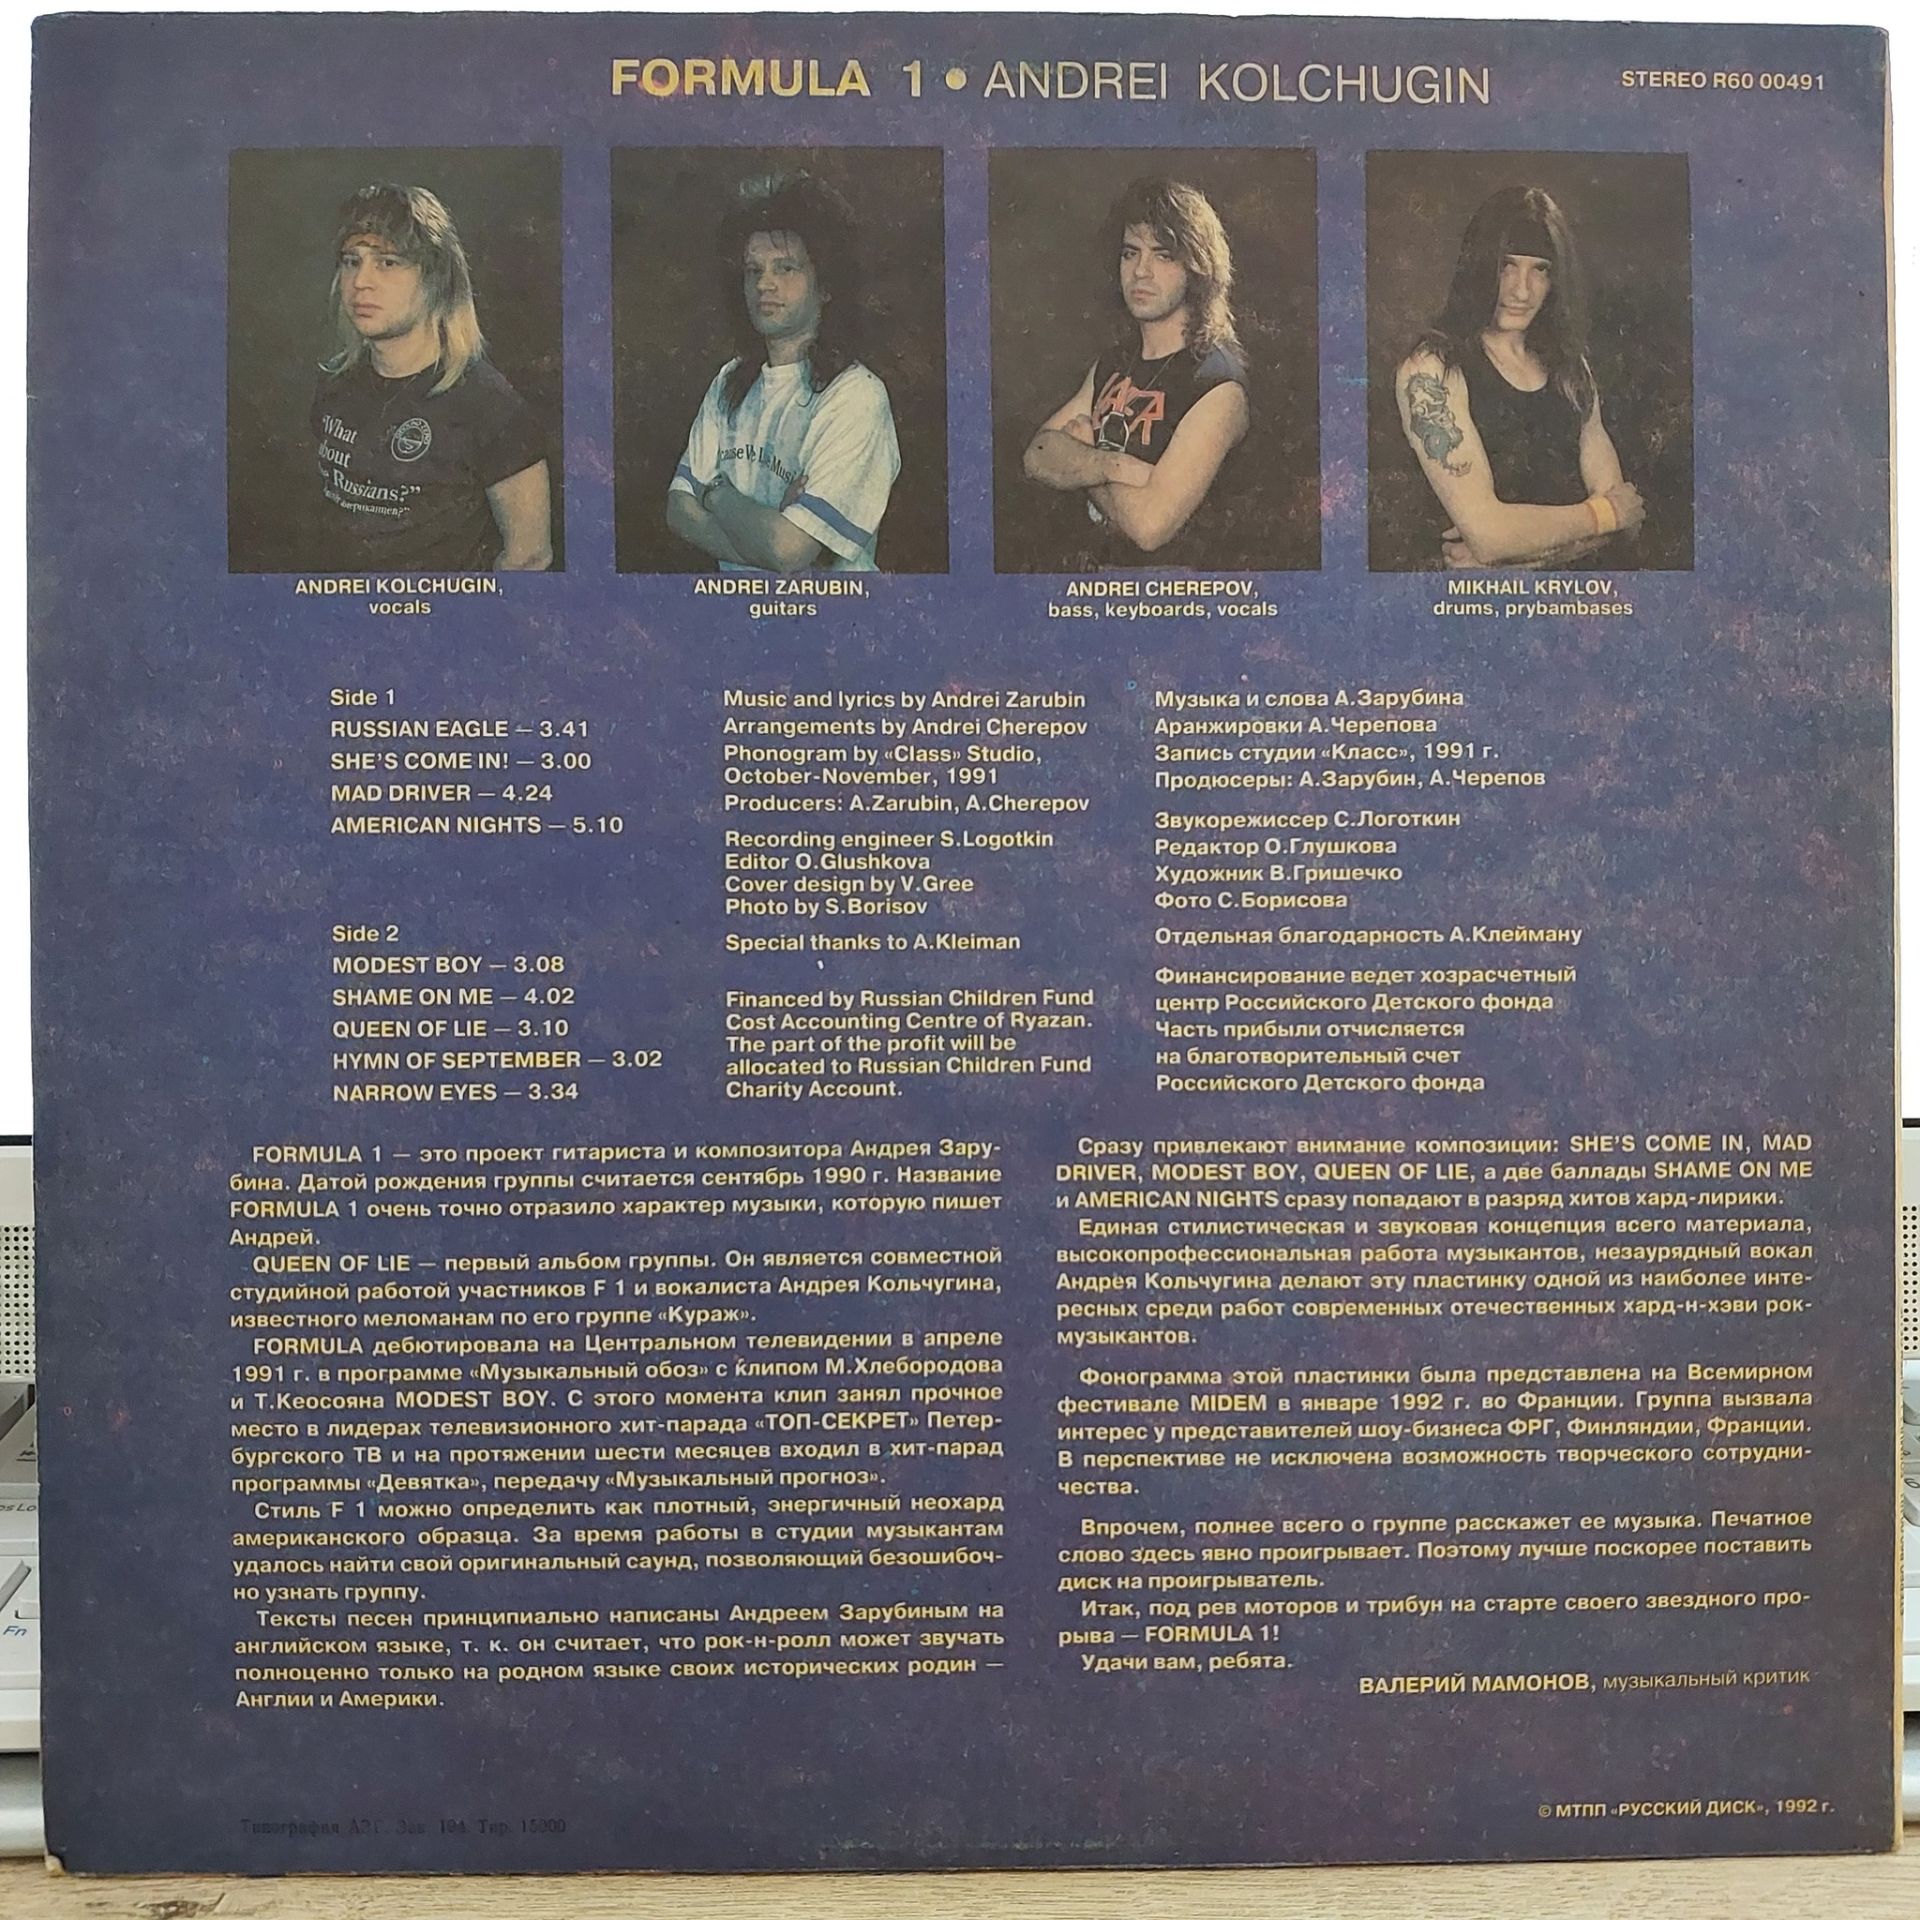 FORMULA 1 • ANDREI KOLCHUGIN
STEREO R60 00491
"What
about
the Russians?"
американцев?"
cause We L e Musi
ANDREI KOLCHUGIN,
vocals
ANDREI ZARUBIN,
guitars
ANDREI CHEREPOV,
bass, keyboards, vocals
MIKHAIL KRYLOV,
drums, prybambases
Side 1
RUSSIAN EAGLE — 3.41
SHE'S COME IN! — 3.00
MAD DRIVER — 4.24
AMERICAN NIGHTS — 5.10
Side 2
MODEST BOY — 3.08
SHAME ON ME — 4.02
QUEEN OF LIE — 3.10
HYMN OF SEPTEMBER — 3.02
NARROW EYES — 3.34
Music and lyrics by Andrei Zarubin
Arrangements by Andrei Cherepov
Phonogram by «Class» Studio,
October-November, 1991
Producers: A.Zarubin, A.Cherepov
Recording engineer S.Logotkin
Editor O.Glushkova
Cover design by V.Gree
Photo by S.Borisov
Special thanks to A.Kleiman
Financed by Russian Children Fund
Cost Accounting Centre of Ryazan.
The part of the profit will be
allocated to Russian Children Fund
Charity Account.
Музыка и слова А.Зарубина
Аранжировки А.Черепова
Запись студии «Класс», 1991 г.
Продюсеры: А.Зарубин, А.Черепов
Звукорежиссер С.Логоткин
Редактор О.Глушкова
Художник В.Гришечко
Фото С.Борисова
Отдельная благодарность А.Клейману
Финансирование ведет хозрасчетный
центр Российского Детского фонда
Часть прибыли отчисляется
на благотворительный счет
Российского Детского фонда
FORMULA 1 — это проект гитариста и композитора Андрея Зару-
бина. Датой рождения группы считается сентябрь 1990 г. Название
FORMULA 1 очень точно отразило характер музыки, которую пишет
Андрей.
QUEEN OF LIE — первый альбом группы. Он является совместной
студийной работой участников F 1 и вокалиста Андрея Кольчугина,
известного меломанам по его группе «Кураж».
FORMULA дебютировала на Центральном телевидении в апреле
1991 г. в программе «Музыкальный обоз» с клипом М.Хлебородова
и Т.Кеосояна MODEST BOY. С этого момента клип занял прочное
место в лидерах телевизионного хит-парада «ТОП-СЕКРЕТ» Петер-
бургского ТВ и на протяжении шести месяцев входил в хит-парад
программы «Девятка», передачу «Музыкальный прогноз».
Стиль F 1 можно определить как плотный, энергичный неохард
американского образца. За время работы в студии музыкантам
удалось найти свой оригинальный саунд, позволяющий безошибоч-
но узнать группу.
Тексты песен принципиально написаны Андреем Зарубиным на
английском языке, т. к. он считает, что рок-н-ролл может звучать
полноценно только на родном языке своих исторических родин —
Англии и Америки.
Сразу привлекают внимание композиции: SHE'S COME IN, MAD
DRIVER, MODEST BOY, QUEEN OF LIE, а две баллады SHAME ON ME
и AMERICAN NIGHTS сразу попадают в разряд хитов хард-лирики.
Единая стилистическая и звуковая концепция всего материала,
высокопрофессиональная работа музыкантов, незаурядный вокал
Андрея Кольчугина делают эту пластинку одной из наиболее инте-
ресных среди работ современных отечественных хард-н-хэви рок-
музыкантов.
Фонограмма этой пластинки была представлена на Всемирном
фестивале MIDEM в январе 1992 г. во Франции. Группа вызвала
интерес у представителей шоу-бизнеса ФРГ, Финляндии, Франции.
В перспективе не исключена возможность творческого сотрудни-
чества.
Впрочем, полнее всего о группе расскажет ее музыка. Печатное
слово здесь явно проигрывает. Поэтому лучше поскорее поставить
диск на проигрыватель.
Итак, под рев моторов и трибун на старте своего звездного про-
рыва — FORMULA 1!
Удачи вам, ребята.
ВАЛЕРИЙ МАМОНОВ, музыкальный критик
Типография АРГ. Зак 194 Тир. 15000
© МТПП «РУССКИЙ ДИСК», 1992 г.
Fn